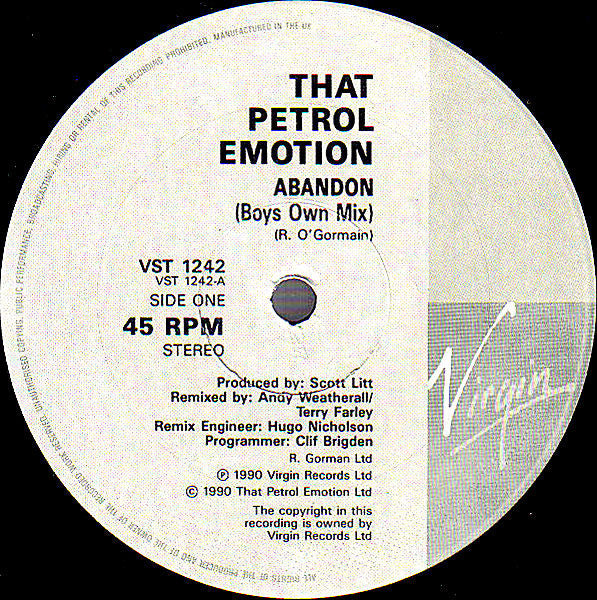 THAT
PETROL
EMOTION
ABANDON
(Boys Own Mix)
(R. O'Gormain)
VST 1242
VST 1242-A
SIDE ONE
45 RPM
STEREO
Produced by: Scott Litt
Remixed by: Andy Weatherall/
Terry Farley
Remix Engineer: Hugo Nicholson
Programmer: Clif Brigden
R. Gorman Ltd
℗ 1990 Virgin Records Ltd
© 1990 That Petrol Emotion Ltd
The copyright in this
recording is owned by
Virgin Records Ltd
Virgin
ALL RIGHTS OF THE PRODUCER AND OF THE OWNER OF THE RECORDED WORK RESERVED. UNAUTHORISED COPYING, PUBLIC PERFORMANCE, BROADCASTING, HIRING OR RENTAL OF THIS RECORDING PROHIBITED. MANUFACTURED IN THE UK